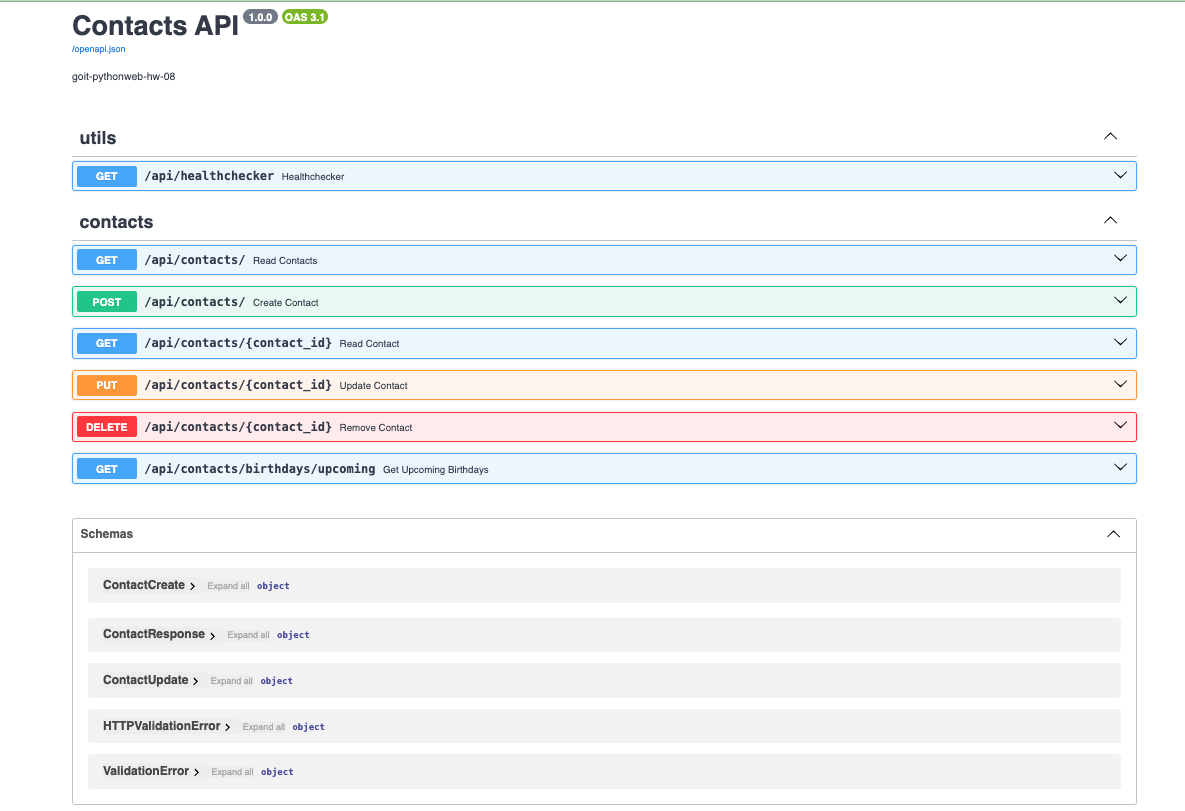 Contacts API 1.0.0 OAS 3.1
/openapi.json
goit-pythonweb-hw-08
utils
GET /api/healthchecker Healthchecker
contacts
GET /api/contacts/ Read Contacts
POST /api/contacts/ Create Contact
GET /api/contacts/{contact_id} Read Contact
PUT /api/contacts/{contact_id} Update Contact
DELETE /api/contacts/{contact_id} Remove Contact
GET /api/contacts/birthdays/upcoming Get Upcoming Birthdays
Schemas
ContactCreate Expand all object
ContactResponse Expand all object
ContactUpdate Expand all object
HTTPValidationError Expand all object
ValidationError Expand all object